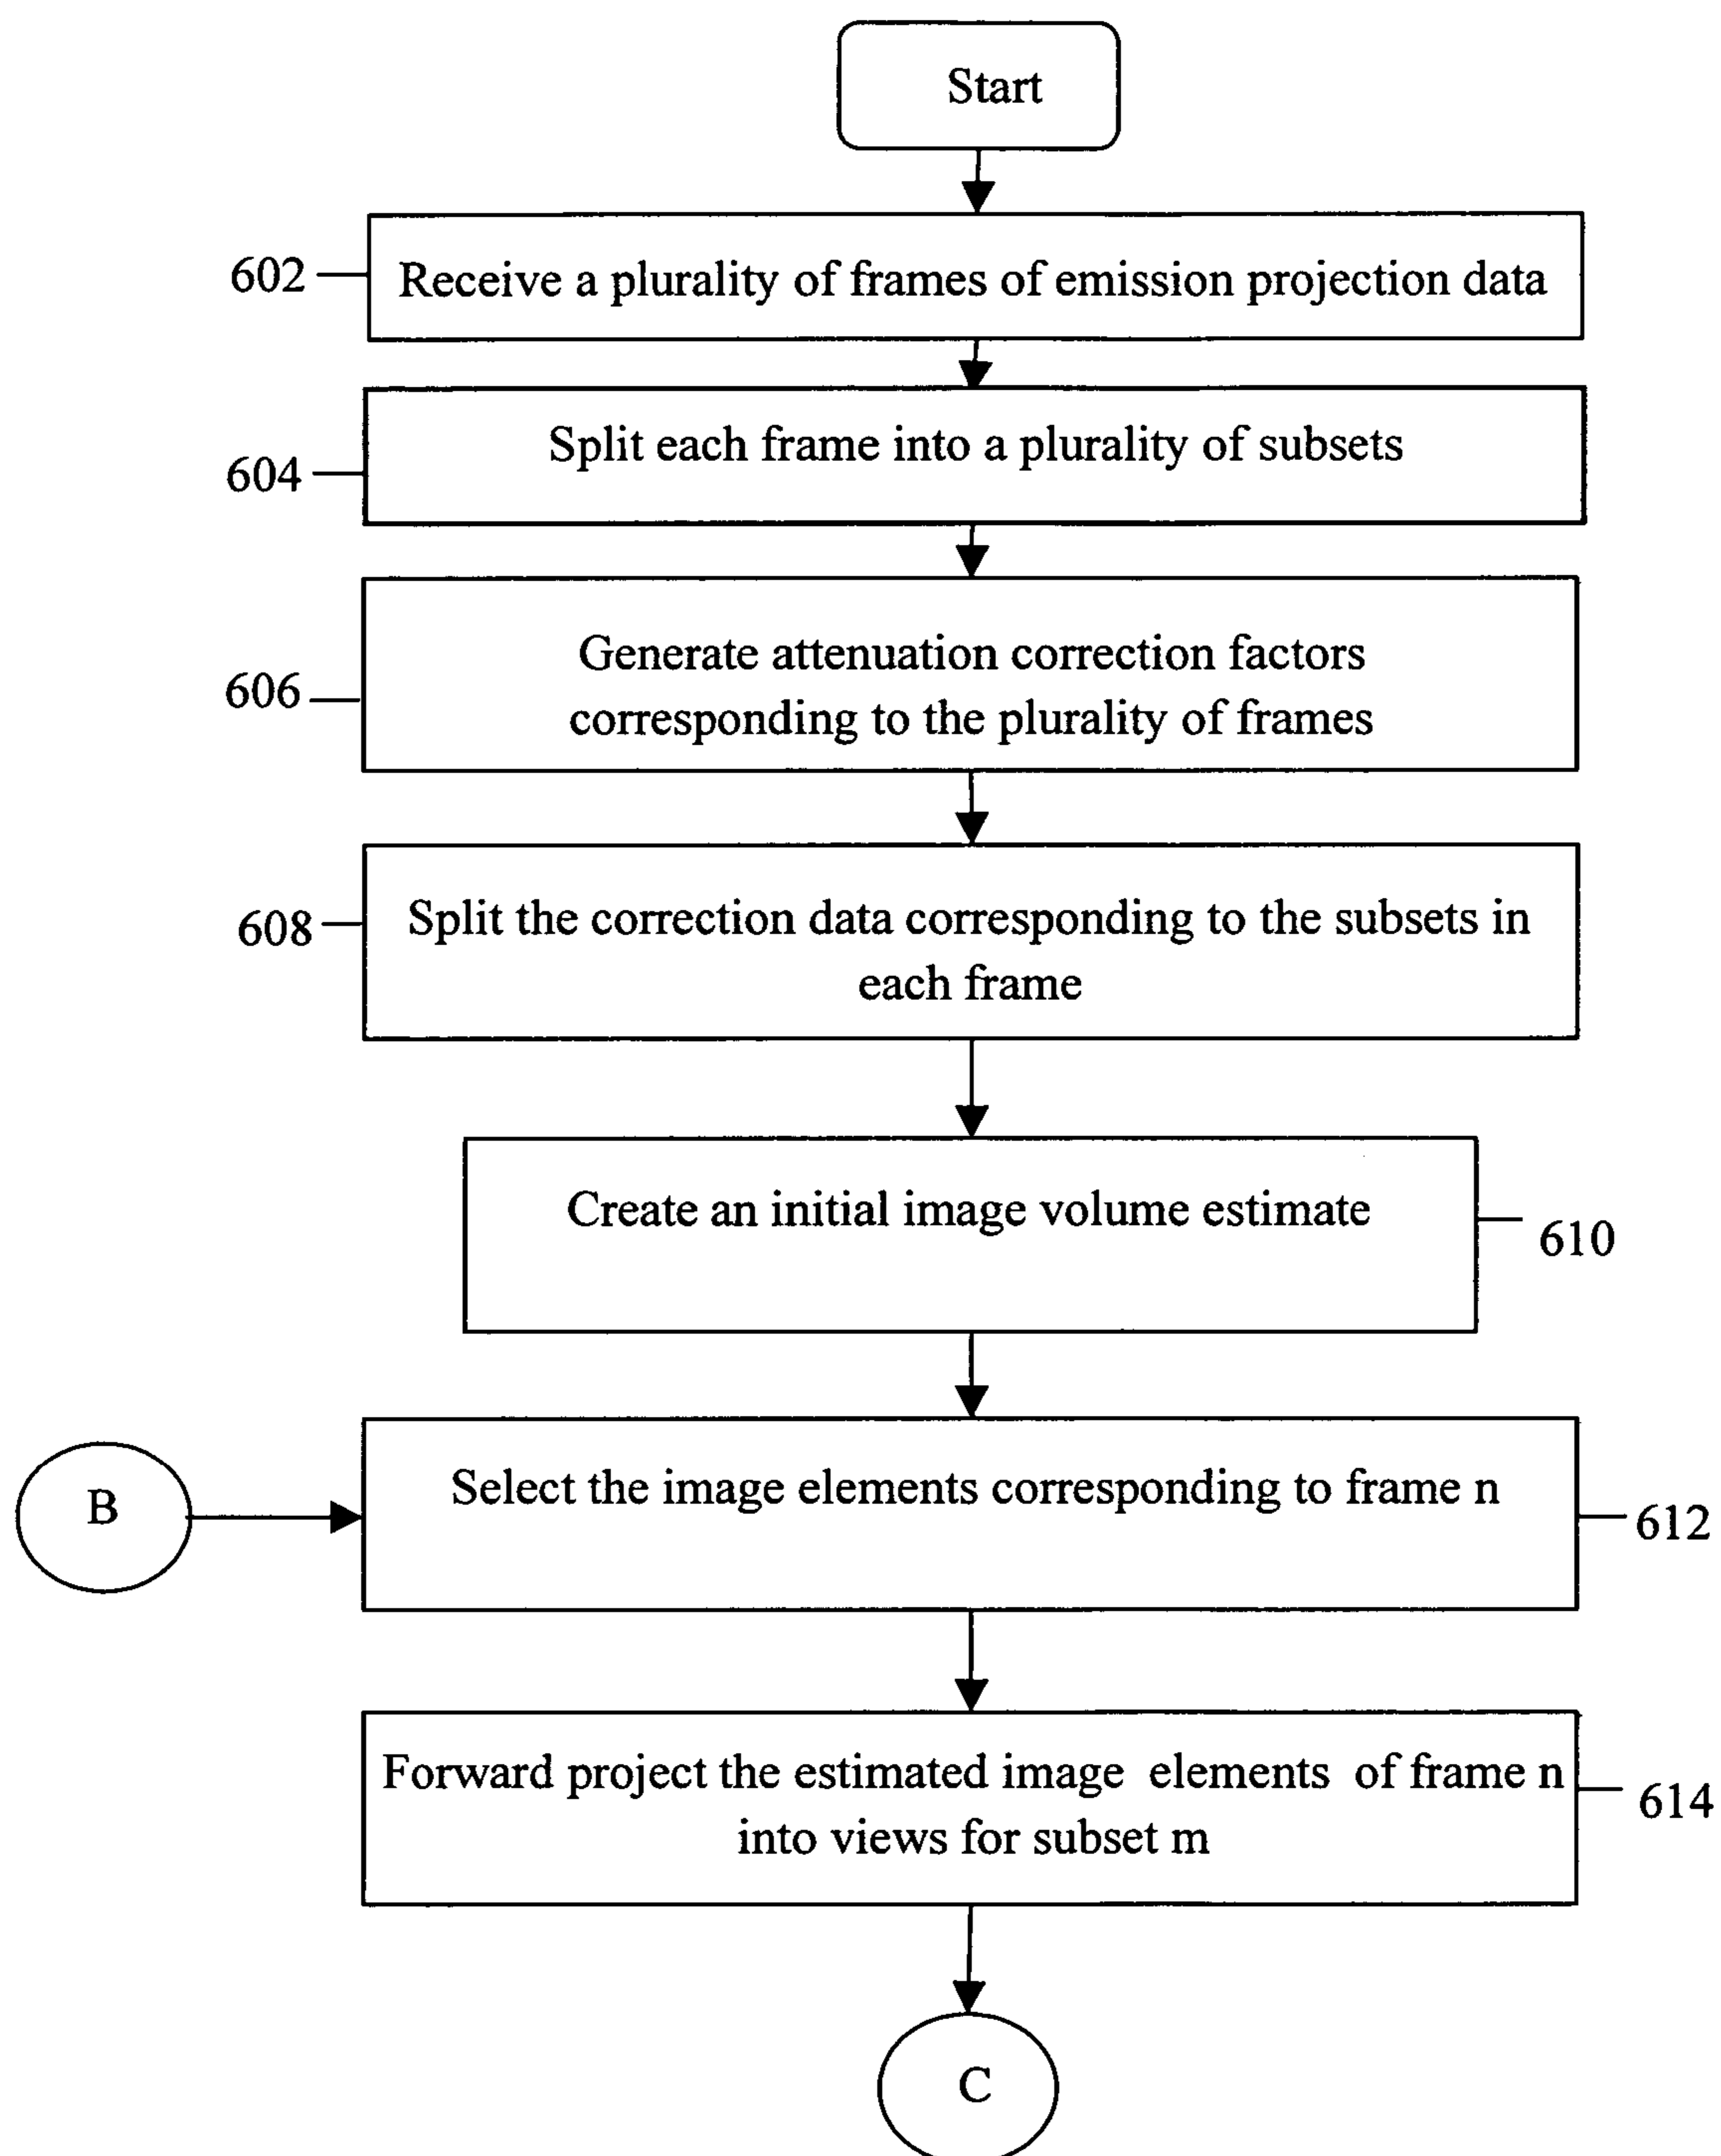 Start
602
Receive a plurality of frames of emission projection data
604
Split each frame into a plurality of subsets
606
Generate attenuation correction factors
corresponding to the plurality of frames
608
Split the correction data corresponding to the subsets in
each frame
Create an initial image volume estimate
610
B
Select the image elements corresponding to frame n
612
Forward project the estimated image elements of frame n
into views for subset m
614
C